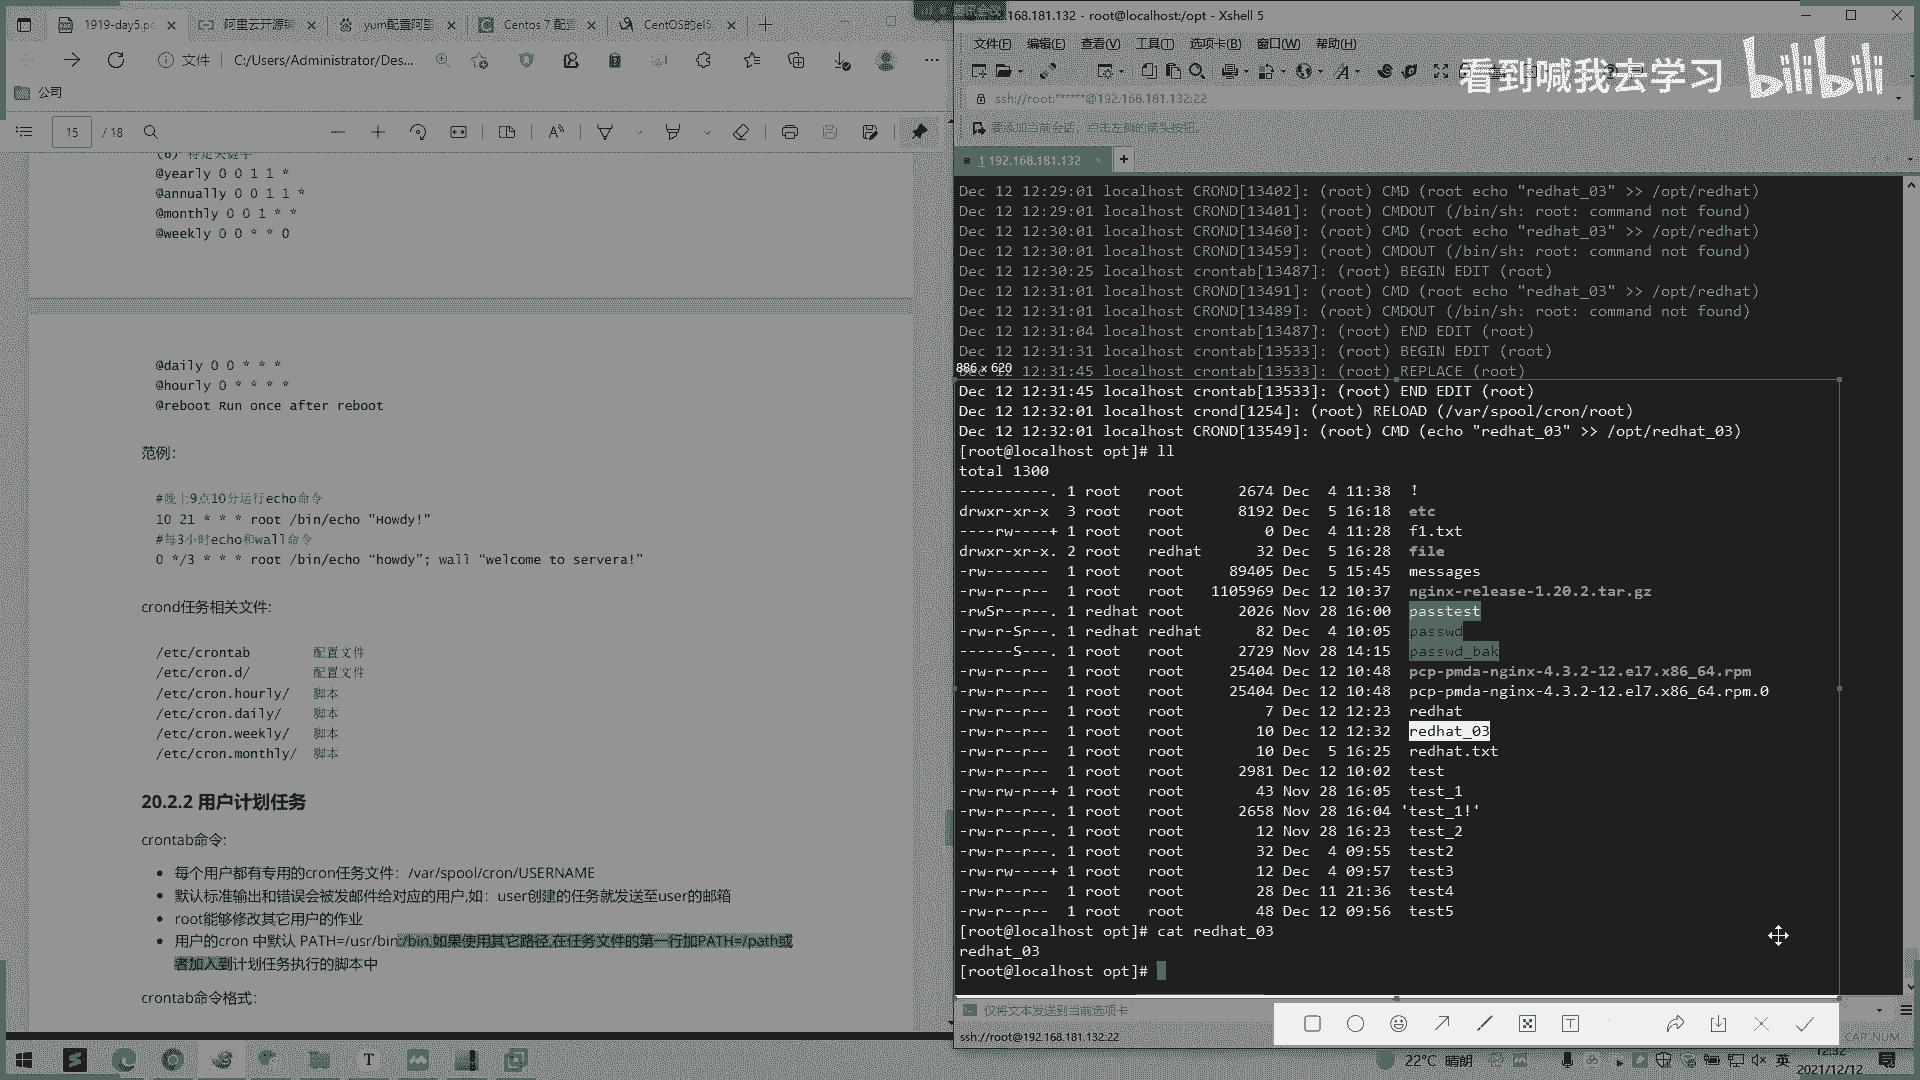 1919-day5.pd
阿里云开源镜
yum配置阿里
Centos 7 配置
CentOS的el5
文件
C:/Users/Administrator/Des...
公司
15 / 18
@yearly 0 0 1 1 *
@annually 0 0 1 1 *
@monthly 0 0 1 * *
@weekly 0 0 * * 0
@daily 0 0 * * *
@hourly 0 * * * *
@reboot Run once after reboot
范例:
#晚上9点10分运行echo命令
10 21 * * * root /bin/echo "Howdy!"
#每3小时echo和wall命令
0 */3 * * * root /bin/echo “howdy”; wall “welcome to servera!”
crond任务相关文件:
/etc/crontab 配置文件
/etc/cron.d/ 配置文件
/etc/cron.hourly/ 脚本
/etc/cron.daily/ 脚本
/etc/cron.weekly/ 脚本
/etc/cron.monthly/ 脚本
20.2.2 用户计划任务
crontab命令:
每个用户都有专用的cron任务文件：/var/spool/cron/USERNAME
默认标准输出和错误会被发邮件给对应的用户,如：user创建的任务就发送至user的邮箱
root能够修改其它用户的作业
用户的cron 中默认 PATH=/usr/bin:/bin,如果使用其它路径,在任务文件的第一行加PATH=/path或
者加入到计划任务执行的脚本中
crontab命令格式:
192.168.181.132 - root@localhost:/opt - Xshell 5
文件(F) 编辑(E) 查看(V) 工具(T) 选项卡(B) 窗口(W) 帮助(H)
看到喊我去学习 bilibili
ssh://root:******@192.168.181.132:22
要添加当前会话，点击左侧的箭头按钮。
1 192.168.181.132
Dec 12 12:29:01 localhost CROND[13402]: (root) CMD (root echo "redhat_03" >> /opt/redhat)
Dec 12 12:29:01 localhost CROND[13401]: (root) CMDOUT (/bin/sh: root: command not found)
Dec 12 12:30:01 localhost CROND[13460]: (root) CMD (root echo "redhat_03" >> /opt/redhat)
Dec 12 12:30:01 localhost CROND[13459]: (root) CMDOUT (/bin/sh: root: command not found)
Dec 12 12:30:25 localhost crontab[13487]: (root) BEGIN EDIT (root)
Dec 12 12:31:01 localhost CROND[13491]: (root) CMD (root echo "redhat_03" >> /opt/redhat)
Dec 12 12:31:01 localhost CROND[13489]: (root) CMDOUT (/bin/sh: root: command not found)
Dec 12 12:31:04 localhost crontab[13487]: (root) END EDIT (root)
Dec 12 12:31:31 localhost crontab[13533]: (root) BEGIN EDIT (root)
886 x 620
Dec 12 12:31:45 localhost crontab[13533]: (root) REPLACE (root)
Dec 12 12:31:45 localhost crontab[13533]: (root) END EDIT (root)
Dec 12 12:32:01 localhost crond[1254]: (root) RELOAD (/var/spool/cron/root)
Dec 12 12:32:01 localhost CROND[13549]: (root) CMD (echo "redhat_03" >> /opt/redhat_03)
[root@localhost opt]# ll
total 1300
----------. 1 root root 2674 Dec 4 11:38 !
drwxr-xr-x 3 root root 8192 Dec 5 16:18 etc
----rw----+ 1 root root 0 Dec 4 11:28 f1.txt
drwxr-xr-x. 2 root redhat 32 Dec 5 16:28 file
-rw------- 1 root root 89405 Dec 5 15:45 messages
-rw-r--r-- 1 root root 1105969 Dec 12 10:37 nginx-release-1.20.2.tar.gz
-rwSr--r--. 1 redhat root 2026 Nov 28 16:00 passtest
-rw-r-Sr--. 1 redhat redhat 82 Dec 4 10:05 passwd
------S---. 1 root root 2729 Nov 28 14:15 passwd_bak
-rw-r--r-- 1 root root 25404 Dec 12 10:48 pcp-pmda-nginx-4.3.2-12.el7.x86_64.rpm
-rw-r--r-- 1 root root 25404 Dec 12 10:48 pcp-pmda-nginx-4.3.2-12.el7.x86_64.rpm.0
-rw-r--r-- 1 root root 7 Dec 12 12:23 redhat
-rw-r--r-- 1 root root 10 Dec 12 12:32 redhat_03
-rw-r--r-- 1 root root 10 Dec 5 16:25 redhat.txt
-rw-r--r-- 1 root root 2981 Dec 12 10:02 test
-rw-rw-r--+ 1 root root 43 Nov 28 16:05 test_1
-rw-r--r--. 1 root root 2658 Nov 28 16:04 'test_1!'
-rw-r--r--. 1 root root 12 Nov 28 16:23 test_2
-rw-r--r--. 1 root root 32 Dec 4 09:55 test2
-rw-rw----+ 1 root root 12 Dec 4 09:57 test3
-rw-r--r-- 1 root root 28 Dec 11 21:36 test4
-rw-r--r-- 1 root root 48 Dec 12 09:56 test5
[root@localhost opt]# cat redhat_03
redhat_03
[root@localhost opt]#
仅将文本发送到当前选项卡
ssh://root@192.168.181.132:22
CAP NUM
22°C 晴朗
英
12:32
2021/12/12